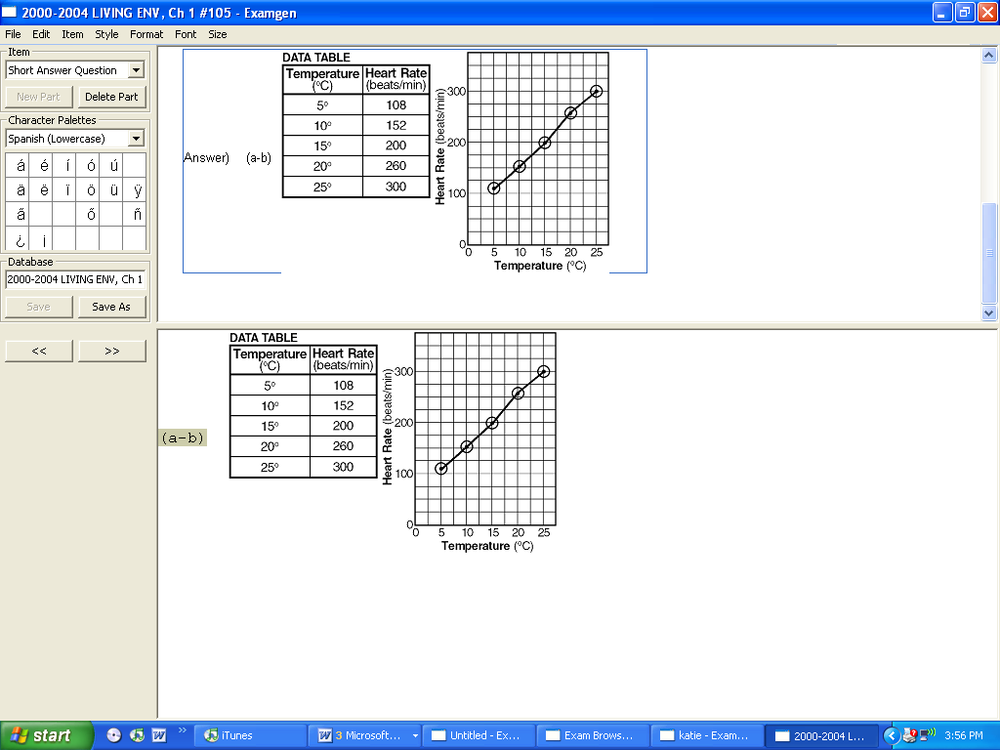 2000-2004 LIVING ENV, Ch 1 #105 - Examgen
File Edit Item Style Format Font Size
Item
Short Answer Question
New Part Delete Part
Character Palettes
Spanish (Lowercase)
á é í ó ú
ä ë ï ö ü ÿ
ő ñ
¿ ¡
Database
2000-2004 LIVING ENV, Ch 1
Save Save As
<< >>
Answer) (a-b)
DATA TABLE
Temperature Heart Rate
(°C) (beats/min)
5° 108
10° 152
15° 200
20° 260
25° 300
Heart Rate (beats/min)
300
200
100
0
0 5 10 15 20 25
Temperature (°C)
(a-b)
DATA TABLE
Temperature Heart Rate
(°C) (beats/min)
5° 108
10° 152
15° 200
20° 260
25° 300
Heart Rate (beats/min)
300
200
100
0
0 5 10 15 20 25
Temperature (°C)
start
iTunes
3 Microsoft...
Untitled - Ex...
Exam Brows...
katie - Exam...
2000-2004 L...
3:56 PM